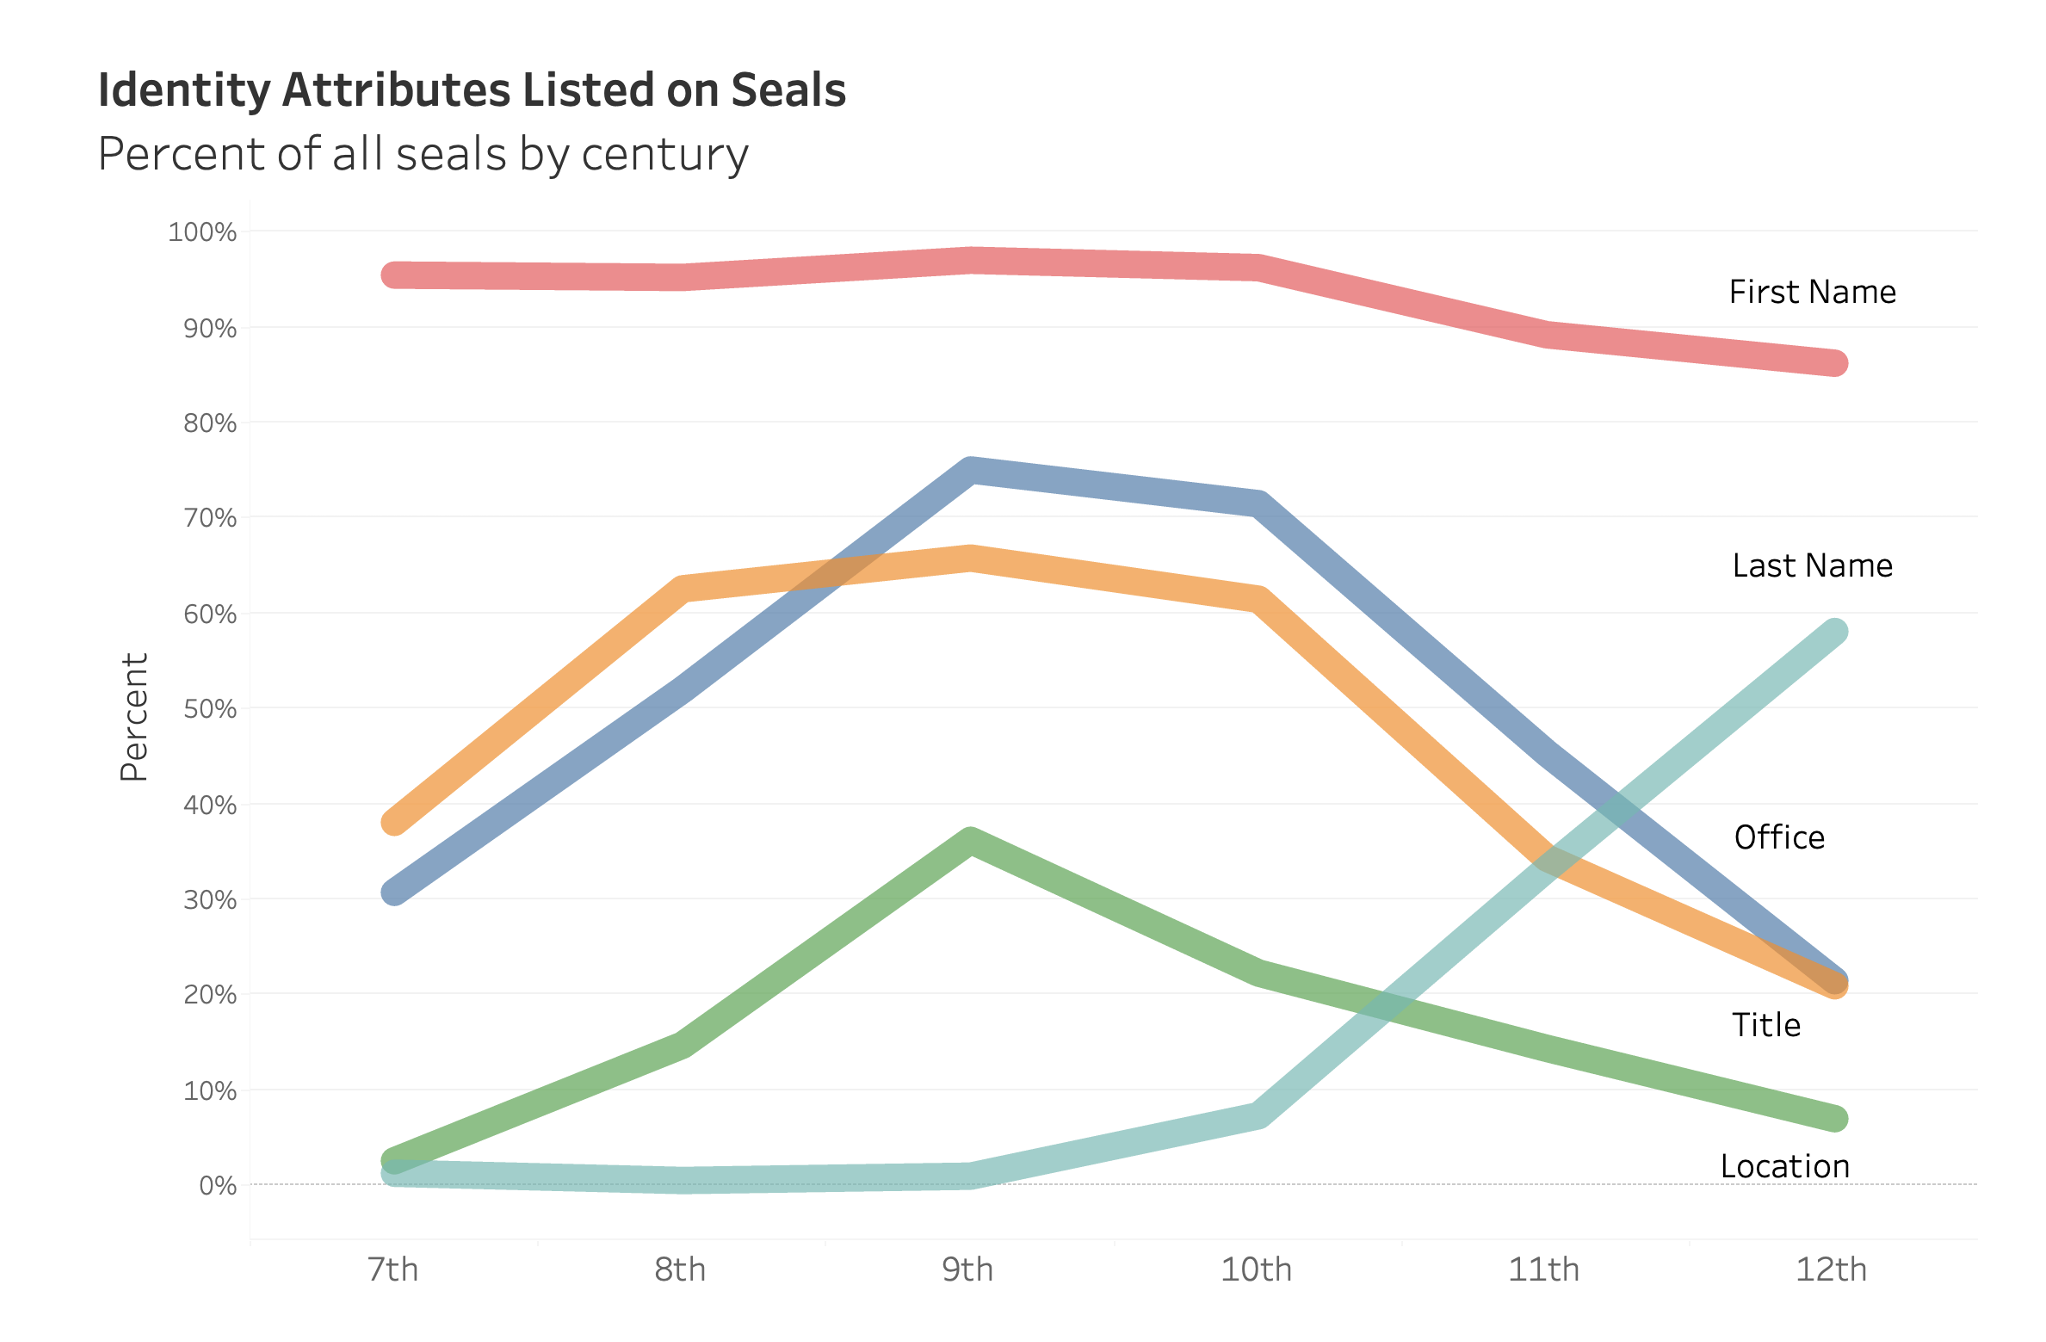 Identity Attributes Listed on Seals
Percent of all seals by century
100%
90%
80%
70%
60%
50%
40%
30%
20%
10%
0%
Percent
First Name
Last Name
Office
Title
Location
7th 8th 9th 10th 11th 12th